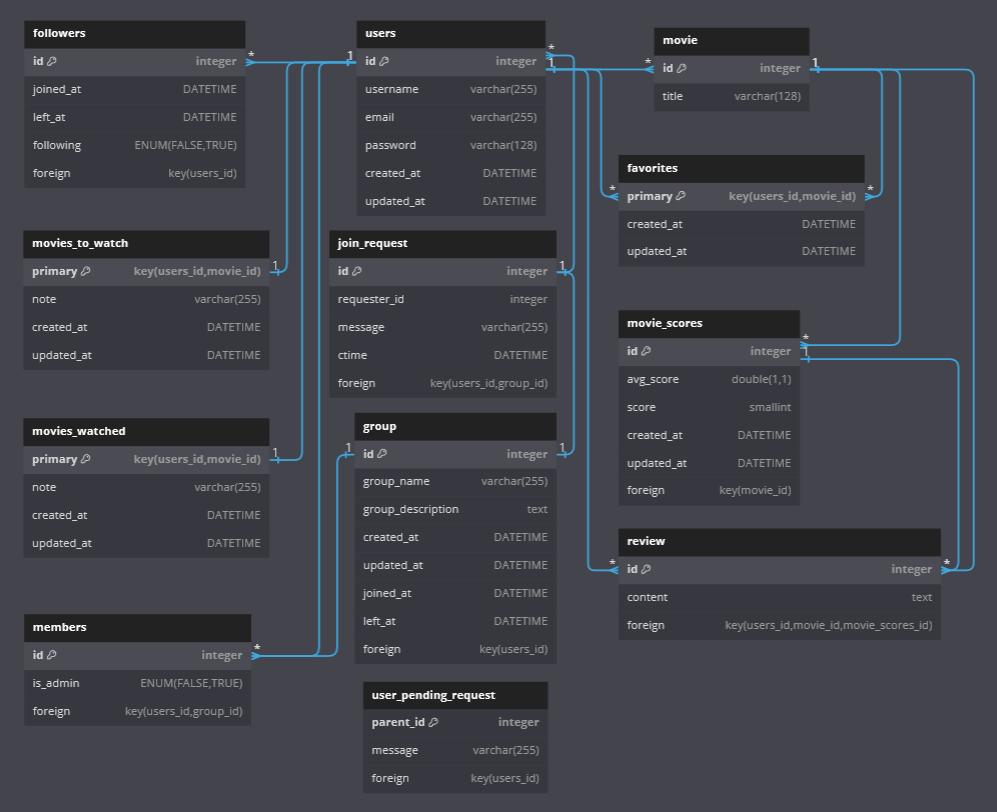 followers
id integer
joined_at DATETIME
left_at DATETIME
following ENUM(FALSE,TRUE)
foreign key(users_id)
users
id integer
username varchar(255)
email varchar(255)
password varchar(128)
created_at DATETIME
updated_at DATETIME
movie
id integer
title varchar(128)
favorites
primary key(users_id,movie_id)
created_at DATETIME
updated_at DATETIME
movies_to_watch
primary key(users_id,movie_id)
note varchar(255)
created_at DATETIME
updated_at DATETIME
join_request
id integer
requester_id integer
message varchar(255)
ctime DATETIME
foreign key(users_id,group_id)
movie_scores
id integer
avg_score double(1,1)
score smallint
created_at DATETIME
updated_at DATETIME
foreign key(movie_id)
movies_watched
primary key(users_id,movie_id)
note varchar(255)
created_at DATETIME
updated_at DATETIME
group
id integer
group_name varchar(255)
group_description text
created_at DATETIME
updated_at DATETIME
joined_at DATETIME
left_at DATETIME
foreign key(users_id)
review
id integer
content text
foreign key(users_id,movie_id,movie_scores_id)
members
id integer
is_admin ENUM(FALSE,TRUE)
foreign key(users_id,group_id)
user_pending_request
parent_id integer
message varchar(255)
foreign key(users_id)
*
1
*
1
*
1
*
*
1
1
*
1
1
1
1
*
*
*